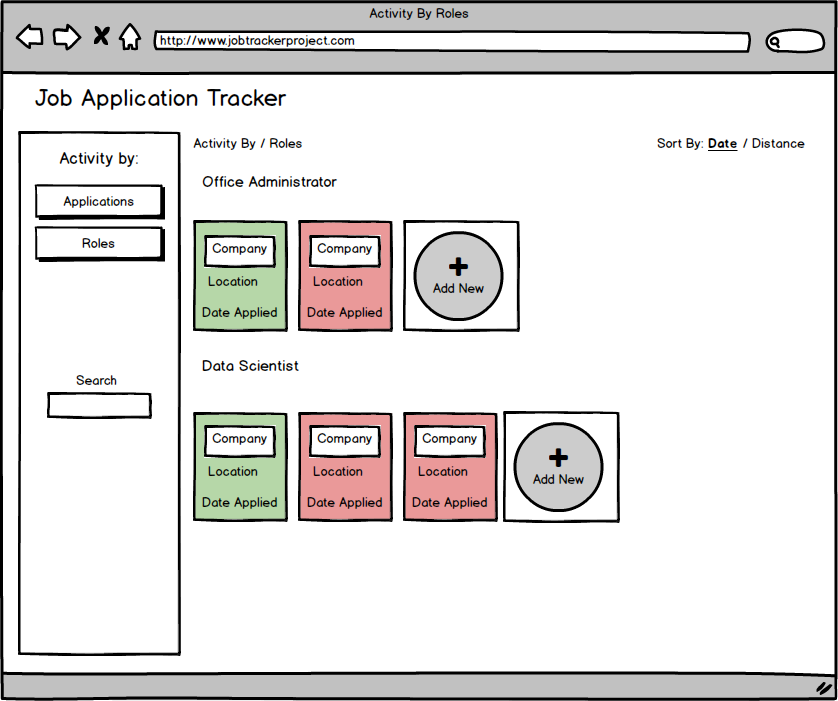 Activity By Roles
http://www.jobtrackerproject.com
Job Application Tracker
Activity by:
Applications
Roles
Search
Activity By / Roles
Sort By: Date / Distance
Office Administrator
Company
Location
Date Applied
Company
Location
Date Applied
Add New
Data Scientist
Company
Location
Date Applied
Company
Location
Date Applied
Company
Location
Date Applied
Add New